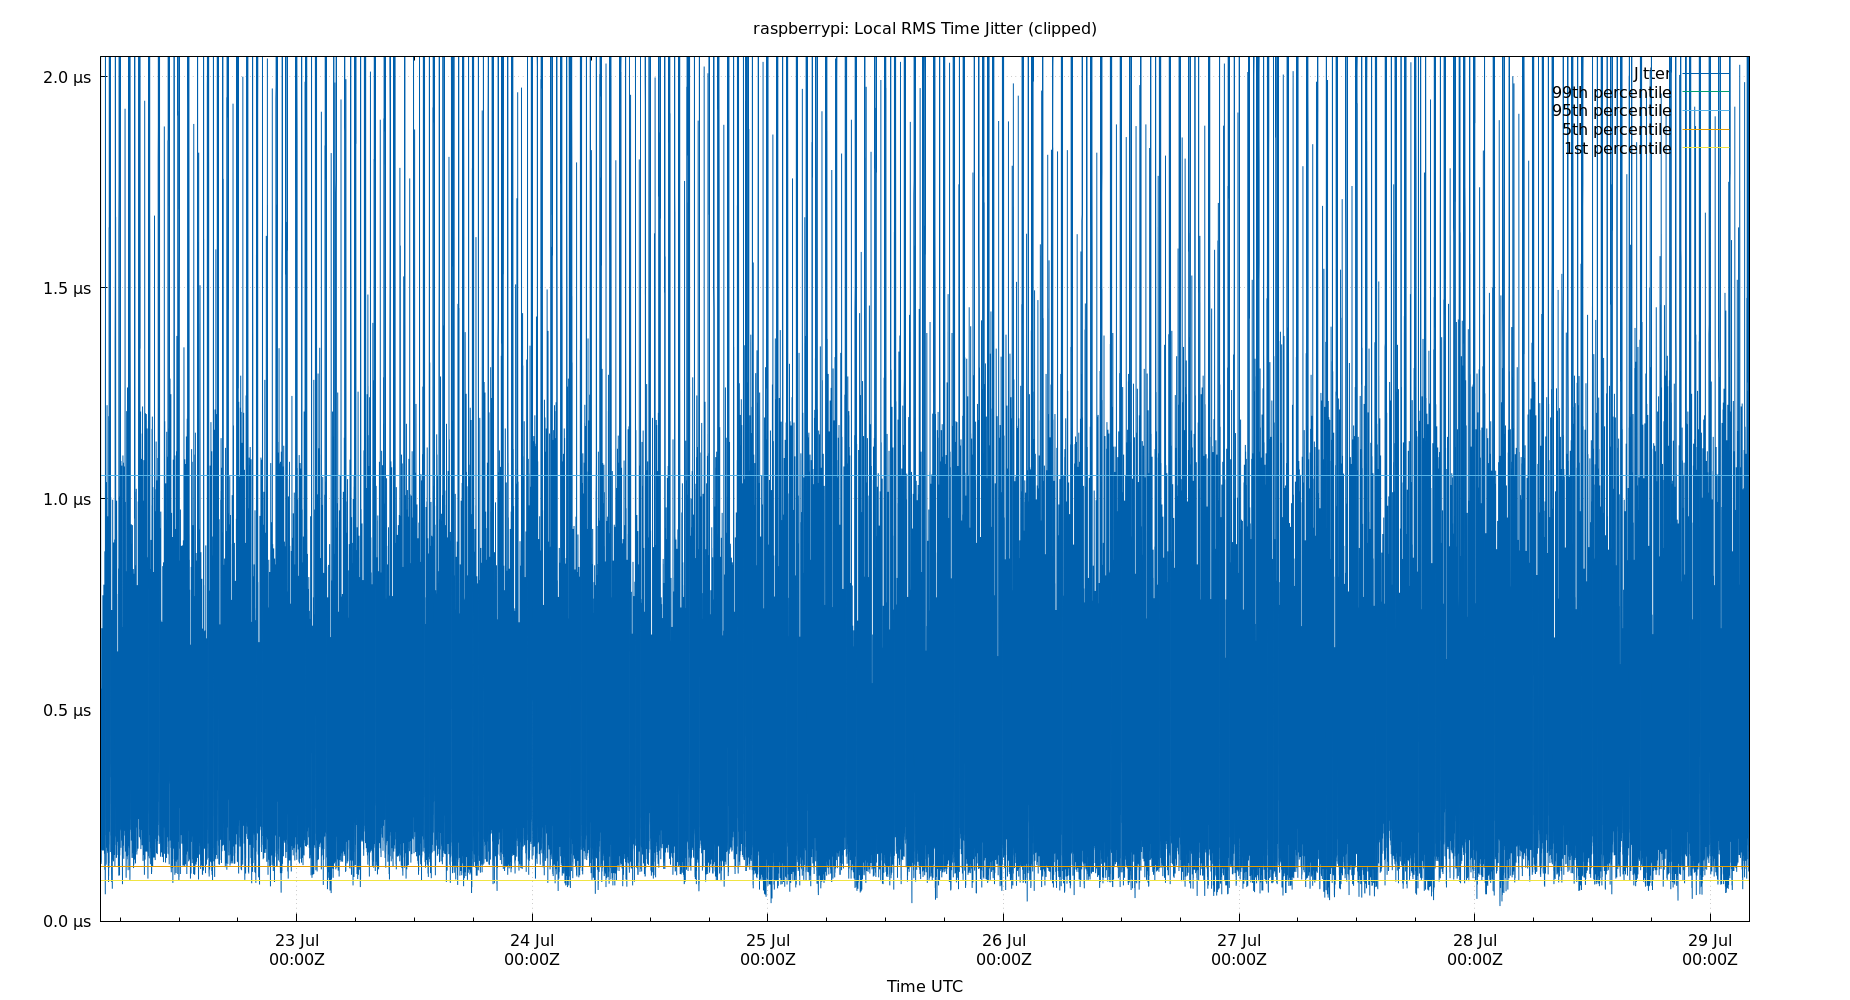 raspberrypi: Local RMS Time Jitter (clipped)
2.0 µs
1.5 µs
1.0 µs
0.5 µs
0.0 µs
Jitter
99th percentile
95th percentile
5th percentile
1st percentile
23 Jul
00:00Z
24 Jul
00:00Z
25 Jul
00:00Z
26 Jul
00:00Z
27 Jul
00:00Z
28 Jul
00:00Z
29 Jul
00:00Z
Time UTC